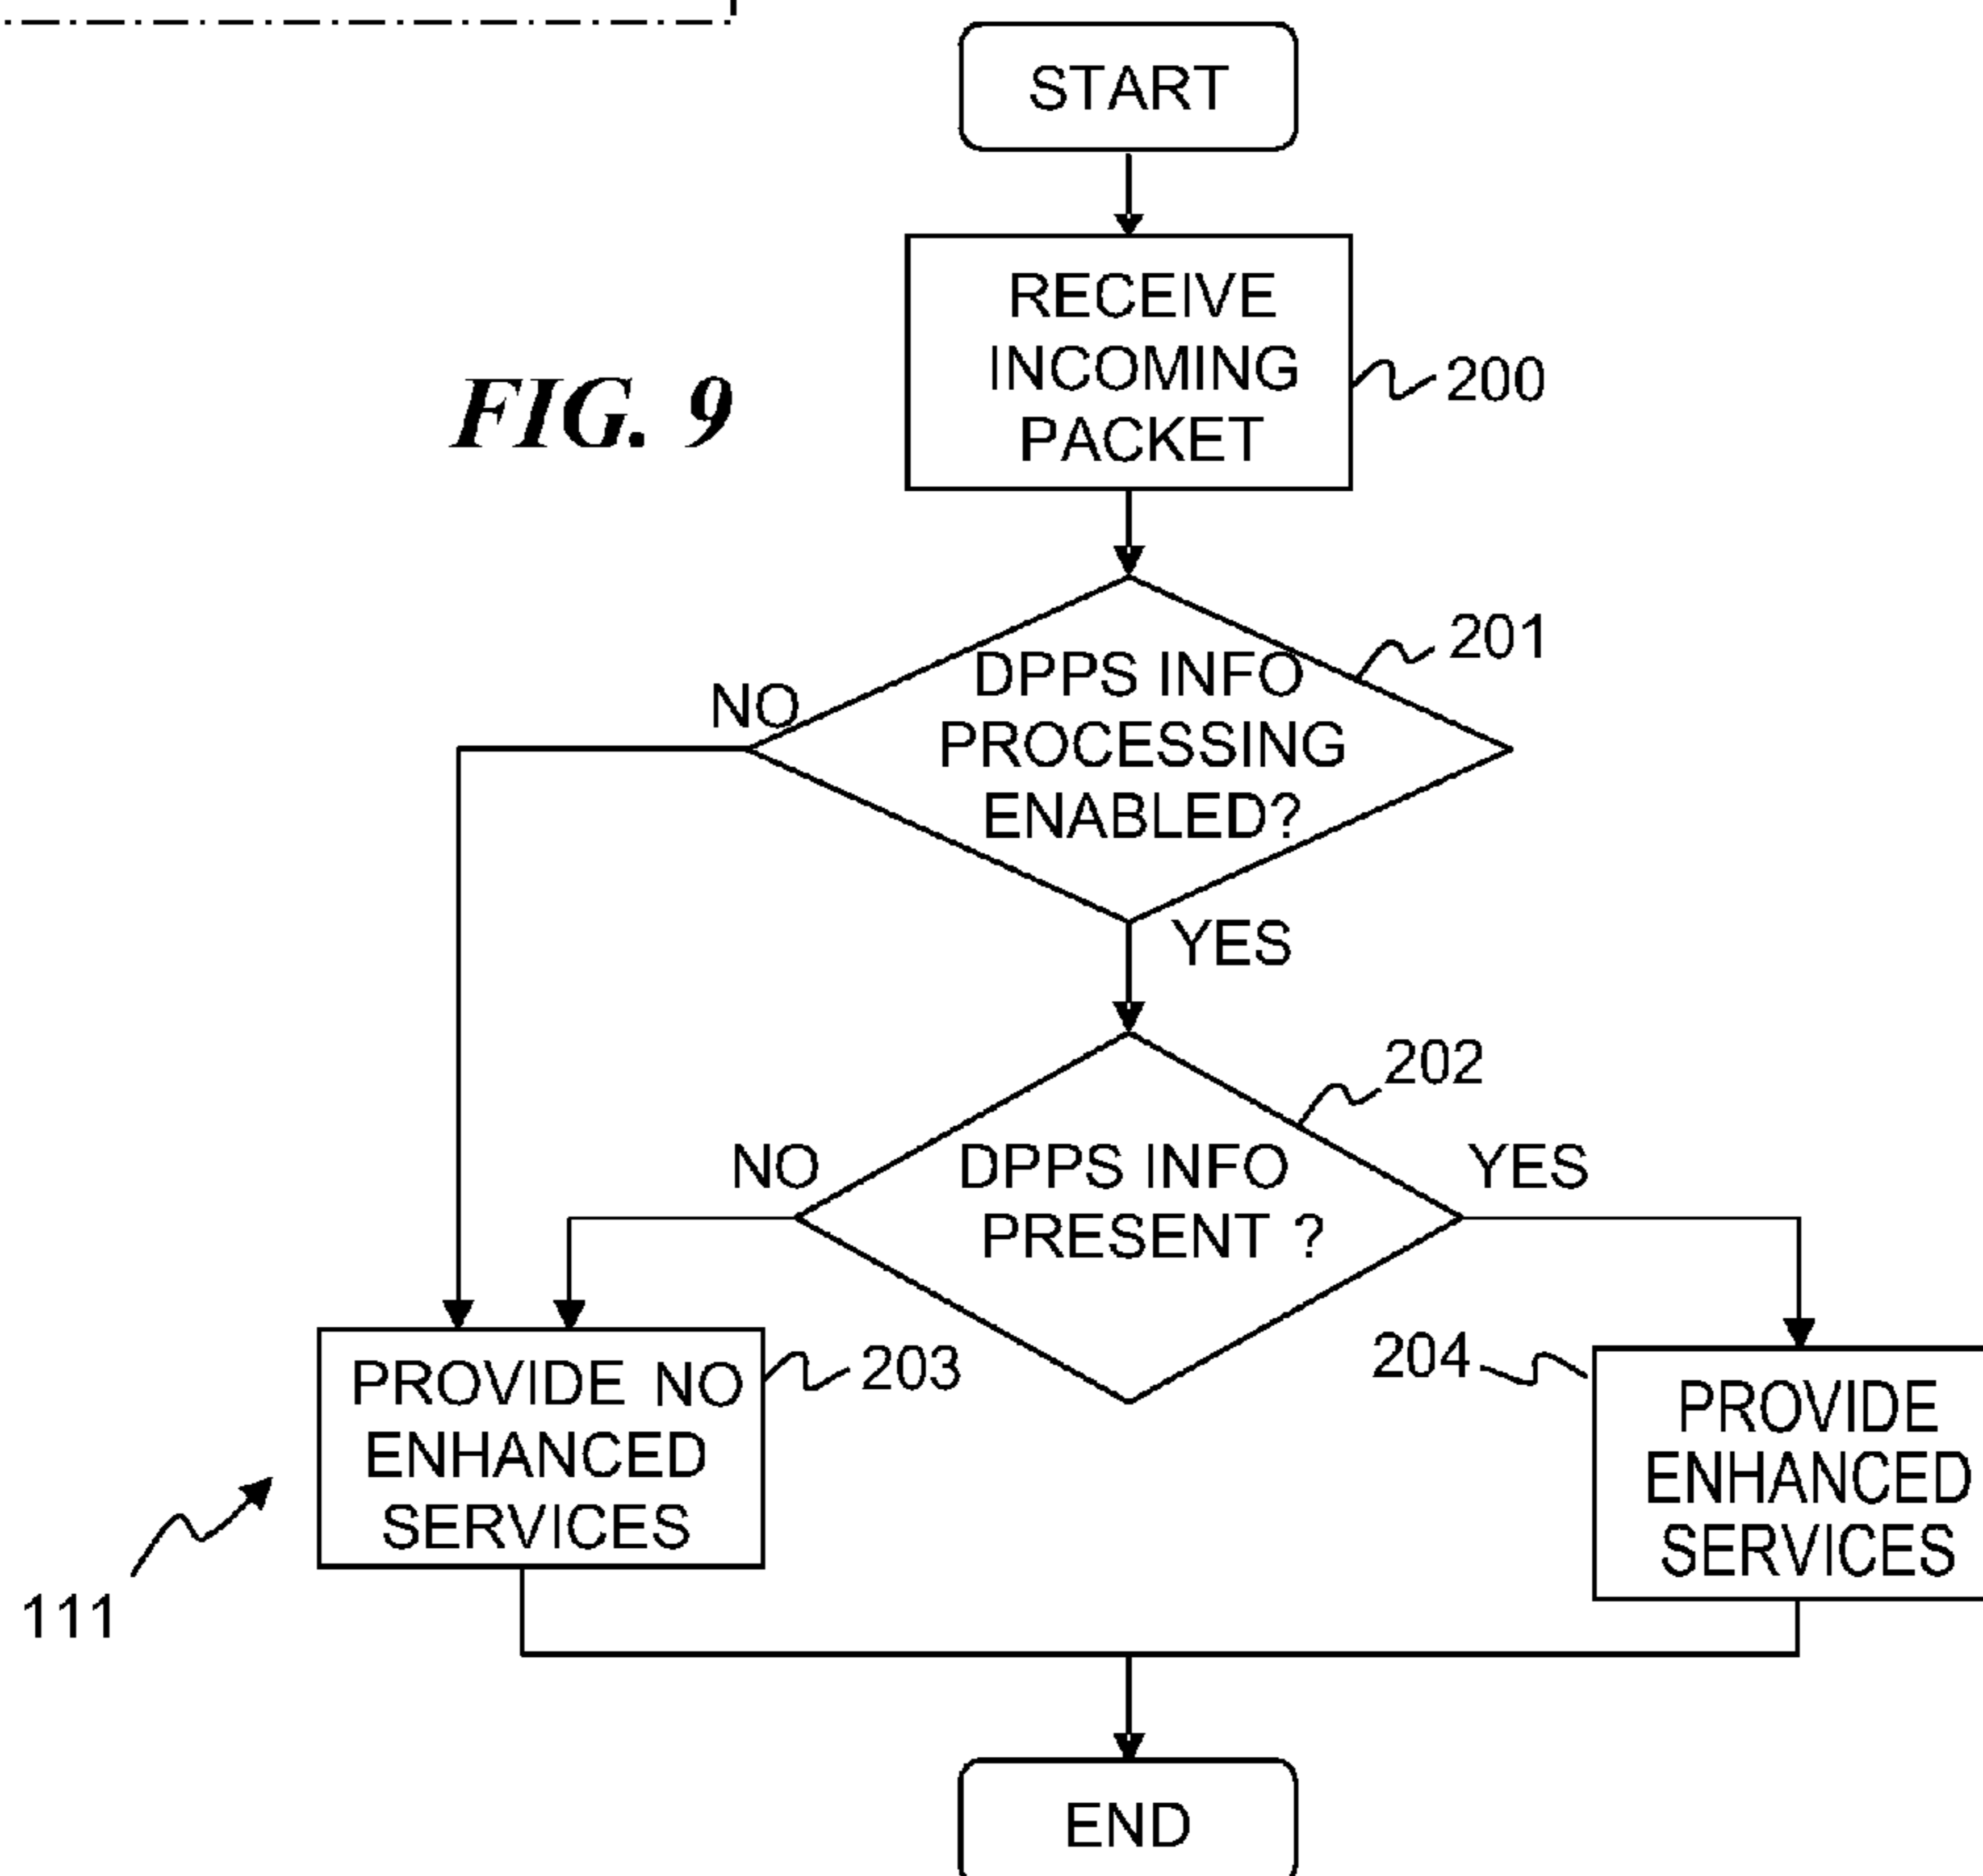 START
RECEIVE
INCOMING
PACKET
200
FIG. 9
201
DPPS INFO
PROCESSING
ENABLED?
NO
YES
202
DPPS INFO
PRESENT ?
NO
YES
PROVIDE NO
ENHANCED
SERVICES
203
204
PROVIDE
ENHANCED
SERVICES
111
END